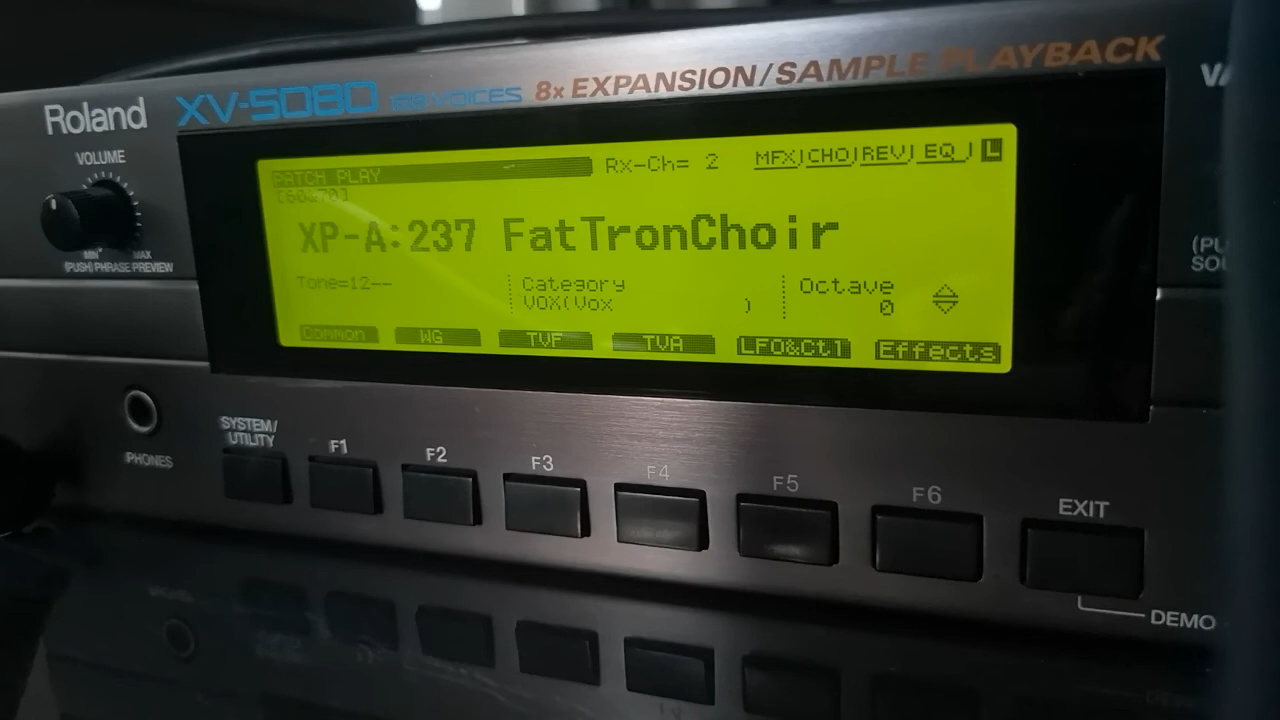 Roland XV-5080 128 VOICES 8x EXPANSION/SAMPLE PLAYBACK
VOLUME
MIN MAX
(PUSH) PHRASE PREVIEW
PATCH PLAY Rx-Ch= 2 MFX CHO REV EQ L
XP-A:237 FatTronChoir
Tone=12-- Category Octave
VOX(Vox ) 0
Common WG TVF TVA LFO&Ctl Effects
PHONES
SYSTEM/
UTILITY
F1 F2 F3 F4 F5 F6 EXIT
DEMO